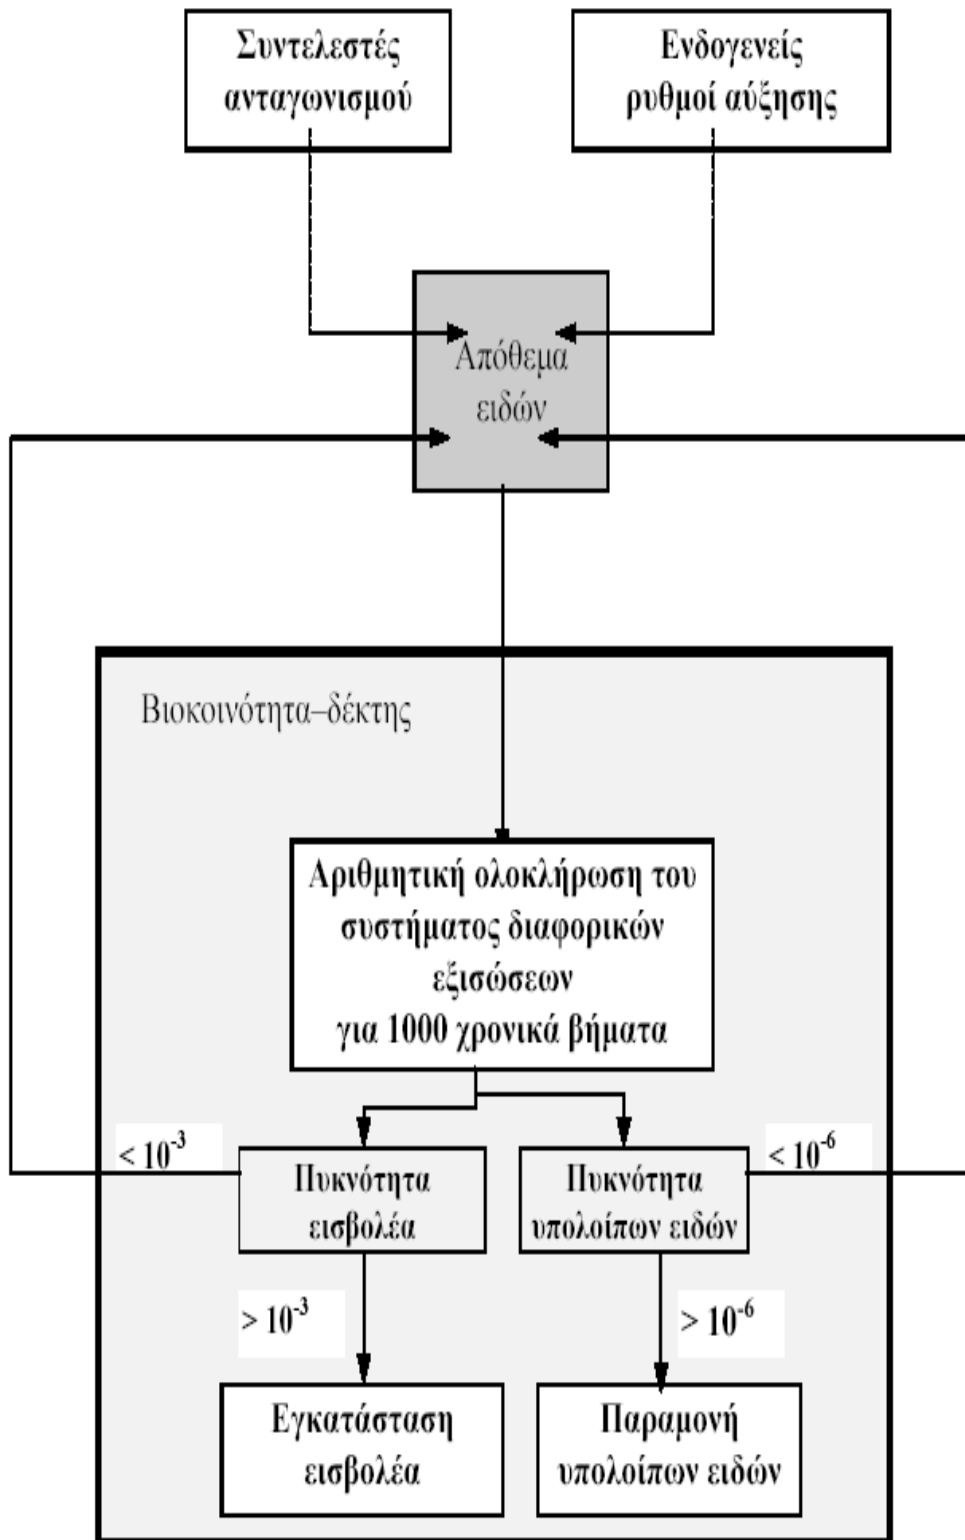 Συντελεστές
ανταγωνισμού
Ενδογενείς
ρυθμοί αύξησης
Απόθεμα
ειδών
Βιοκοινότητα–δέκτης
Αριθμητική ολοκλήρωση του
συστήματος διαφορικών
εξισώσεων
για 1000 χρονικά βήματα
< 10⁻³
Πυκνότητα
εισβολέα
Πυκνότητα
υπολοίπων ειδών
< 10⁻⁶
> 10⁻³
> 10⁻⁶
Εγκατάσταση
εισβολέα
Παραμονή
υπολοίπων ειδών